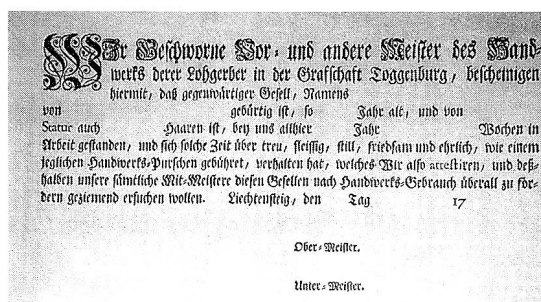 WIr Geschworne Vor- und andere Meister des Hand-
werks derer Lohgerber in der Grafschaft Toggenburg, bescheinigen
hiermit, daß gegenwärtiger Gesell, Namens
von gebürtig ist, so Jahr alt, und von
Statur auch Haaren ist, bey uns allhier Jahr Wochen in
Arbeit gestanden, und sich solche Zeit über treu, fleissig, still, friedsam und ehrlich, wie einem
jeglichen Handwerks-Purschen gebühret, verhalten hat, welches Wir also attestiren, und deß-
halben unsere sämtliche Mit-Meistere diesen Gesellen nach Handwerks-Gebrauch überall zu för-
dern geziemend ersuchen wollen. Liechtensteig, den Tag 17
Ober-Meister.
Unter-Meister.